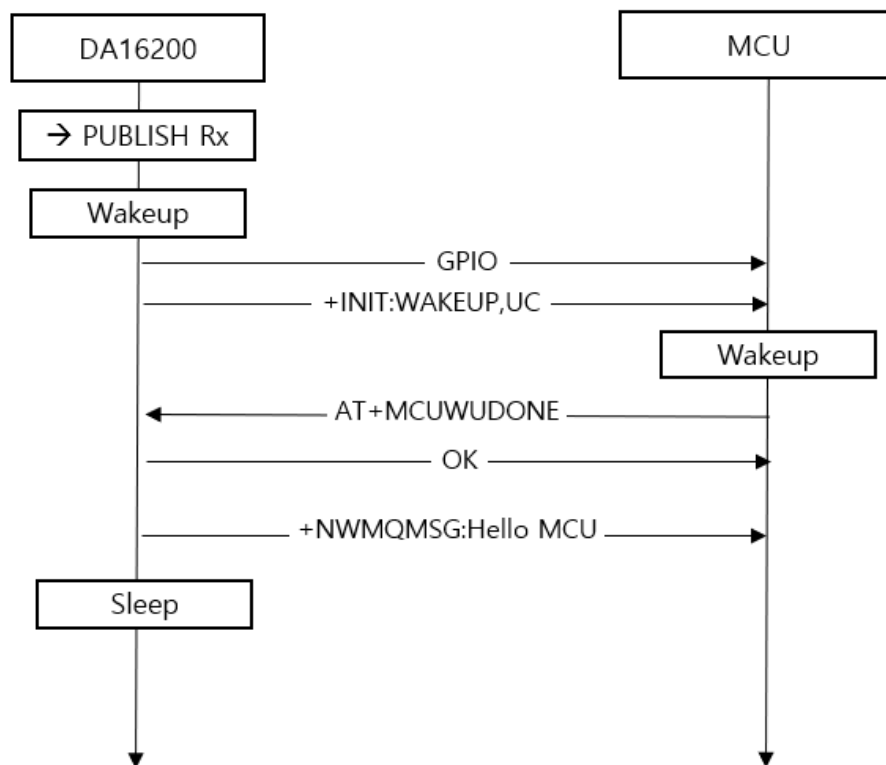 DA16200
MCU
→ PUBLISH Rx
Wakeup
GPIO
+INIT:WAKEUP,UC
Wakeup
AT+MCUWUDONE
OK
+NWMQMSG:Hello MCU
Sleep